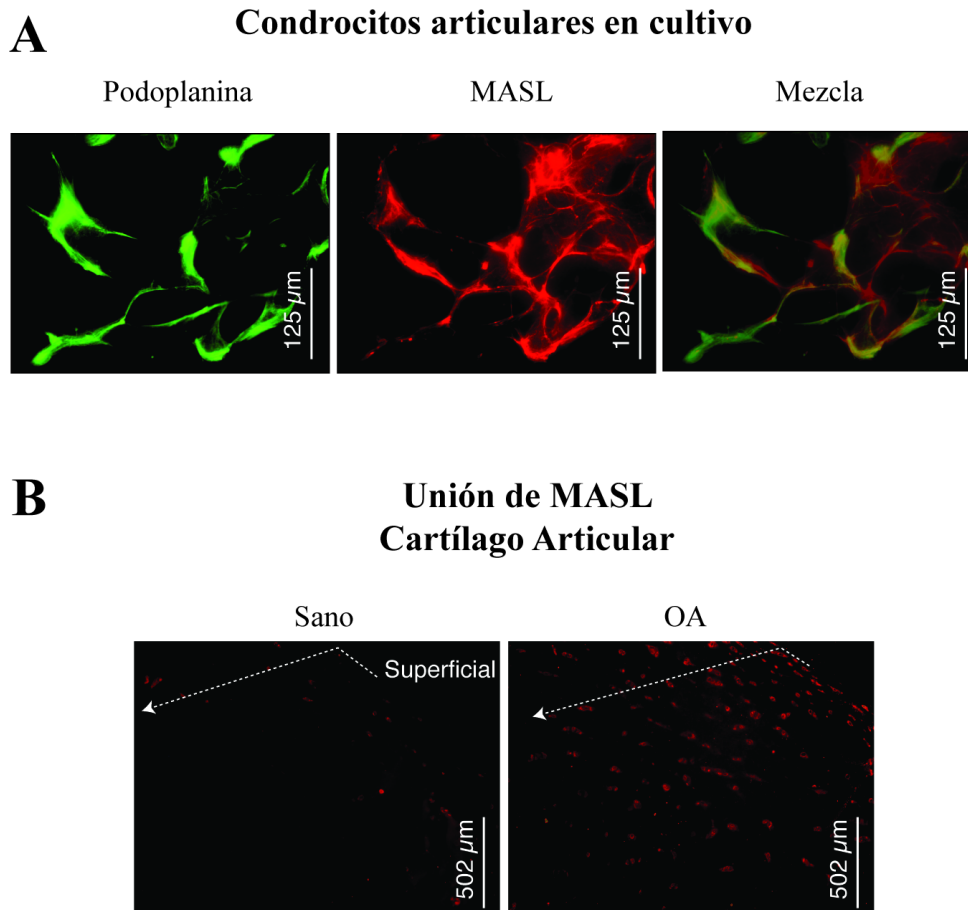 A
Condrocitos articulares en cultivo
Podoplanina
MASL
Mezcla
125 µm
125 µm
125 µm
B
Unión de MASL
Cartílago Articular
Sano
OA
Superficial
502 µm
502 µm